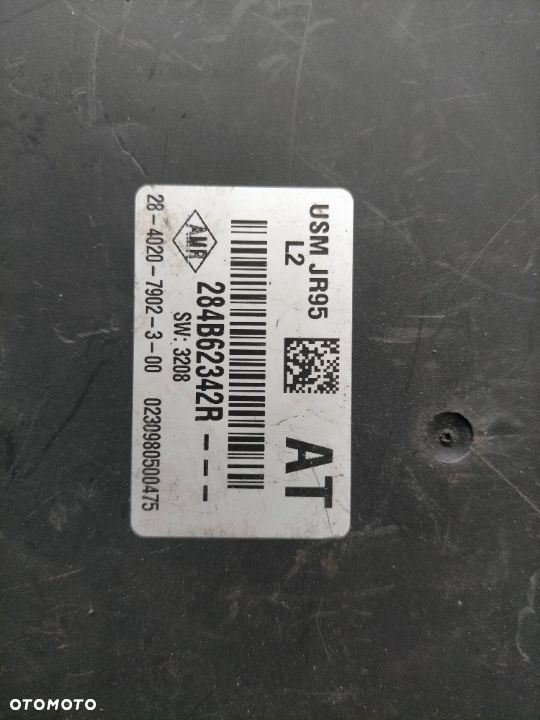 USM JR95
L2
AT
AMR
284B62342R - - -
SW: 3208
28-4020-7902-3-00 0230980500475
OTOMOTO